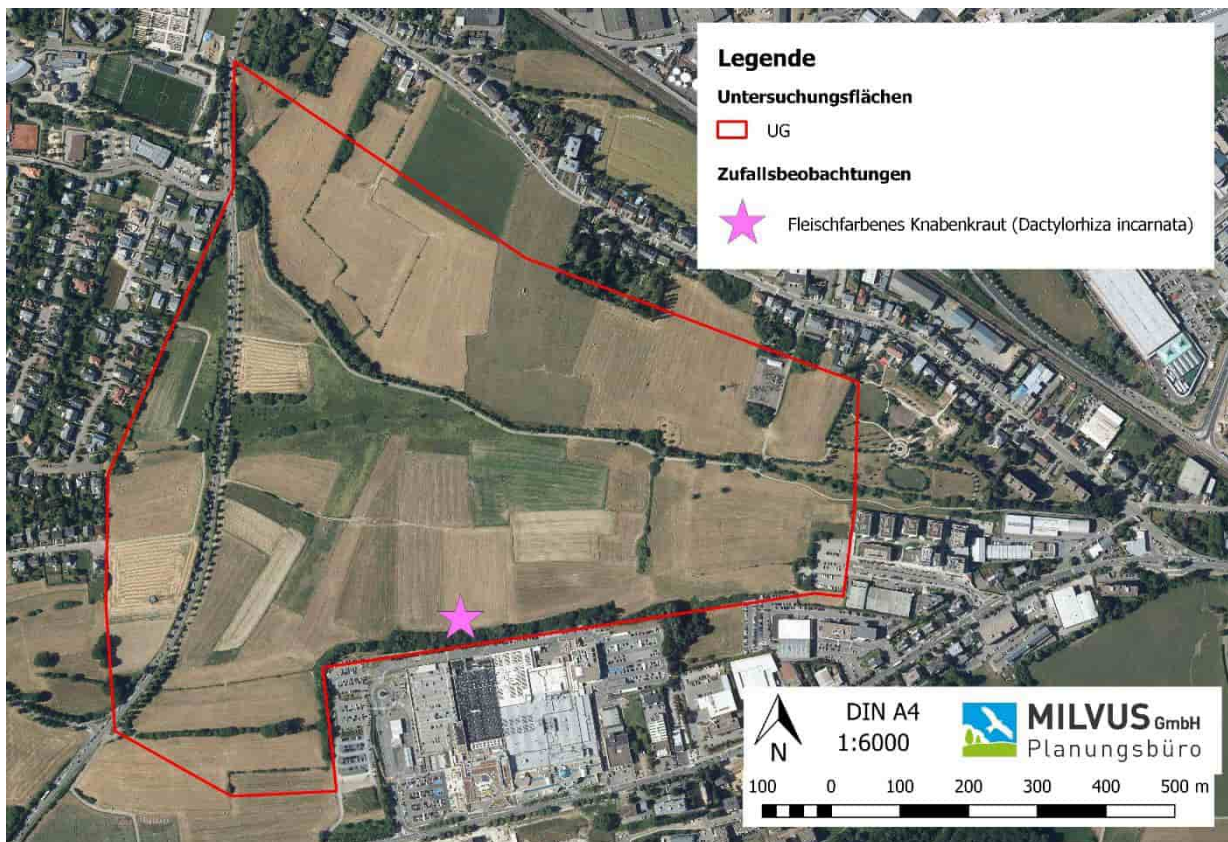 Legende
Untersuchungsflächen
UG
Zufallsbeobachtungen
Fleischfarbenes Knabenkraut (Dactylorhiza incarnata)
N
DIN A4
1:6000
MILVUS GmbH
Planungsbüro
100 0 100 200 300 400 500 m